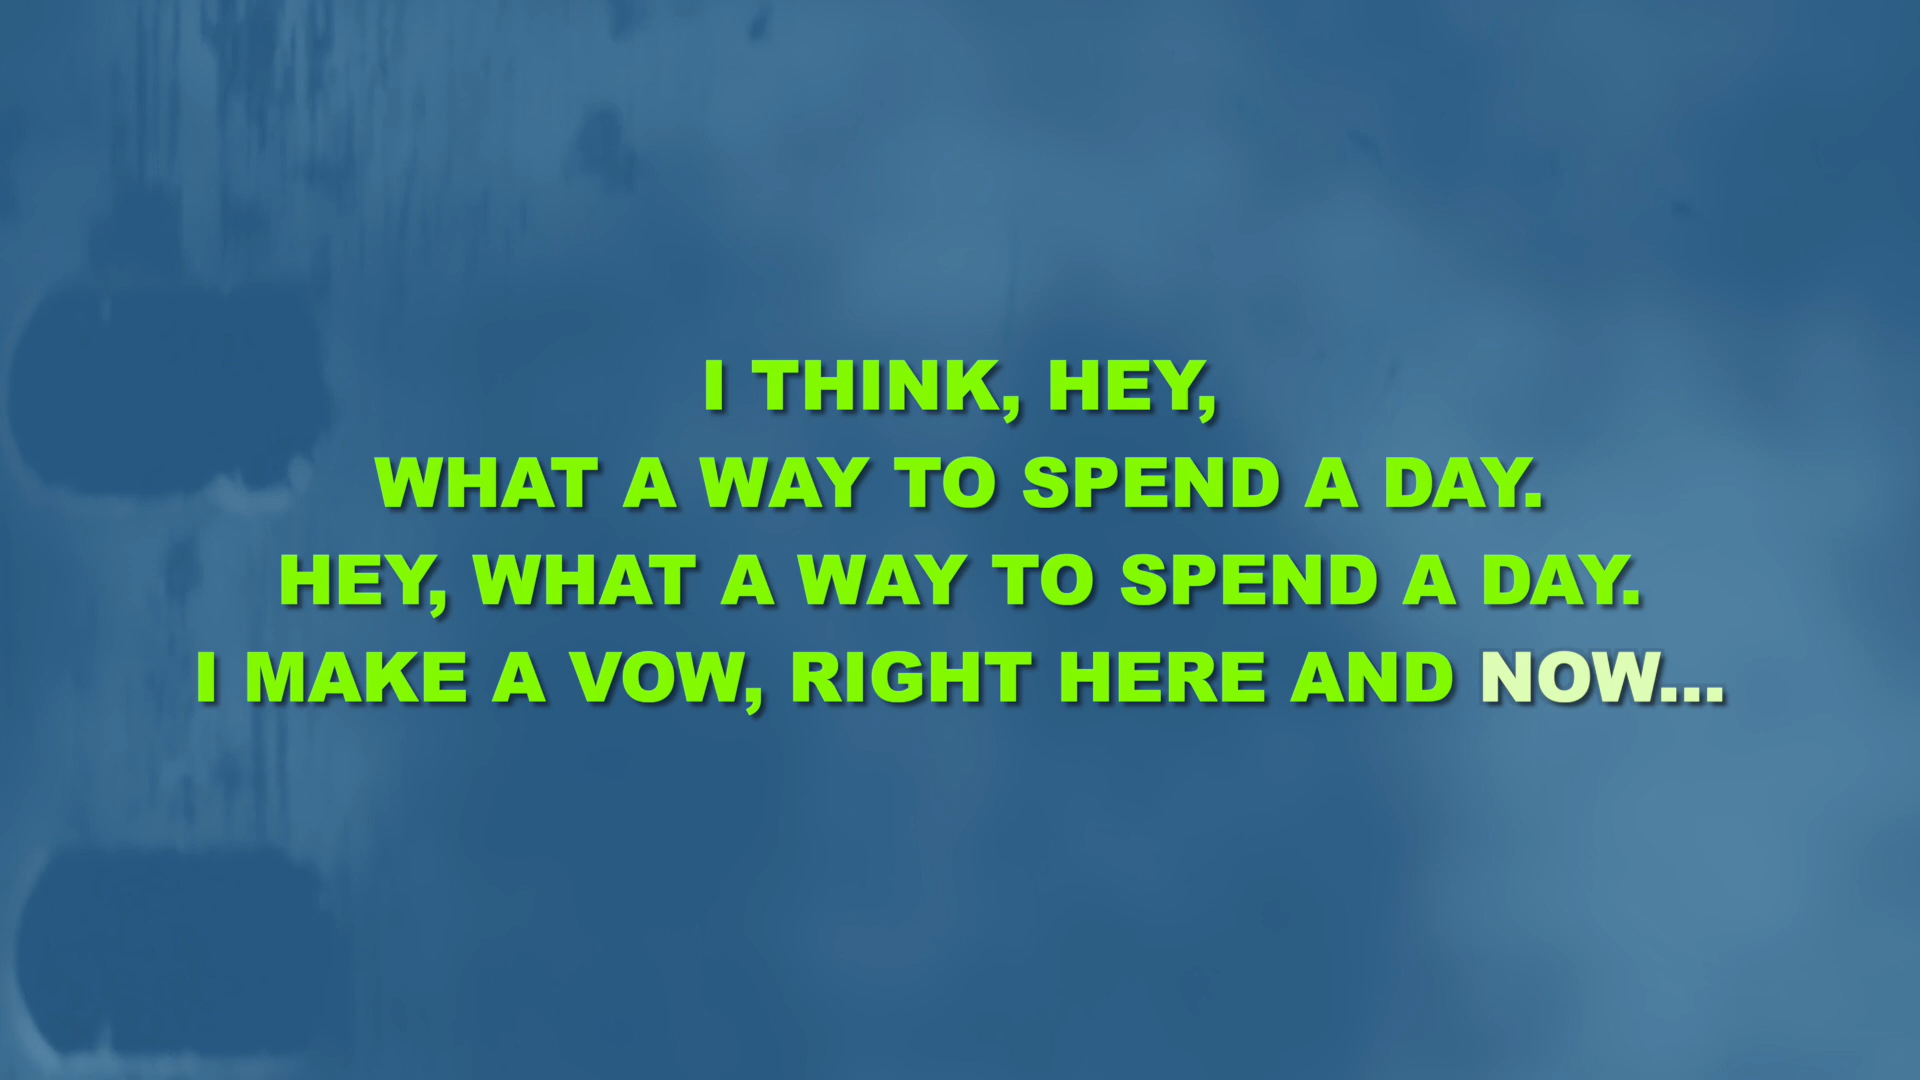 I THINK, HEY,
WHAT A WAY TO SPEND A DAY.
HEY, WHAT A WAY TO SPEND A DAY.
I MAKE A VOW, RIGHT HERE AND NOW...